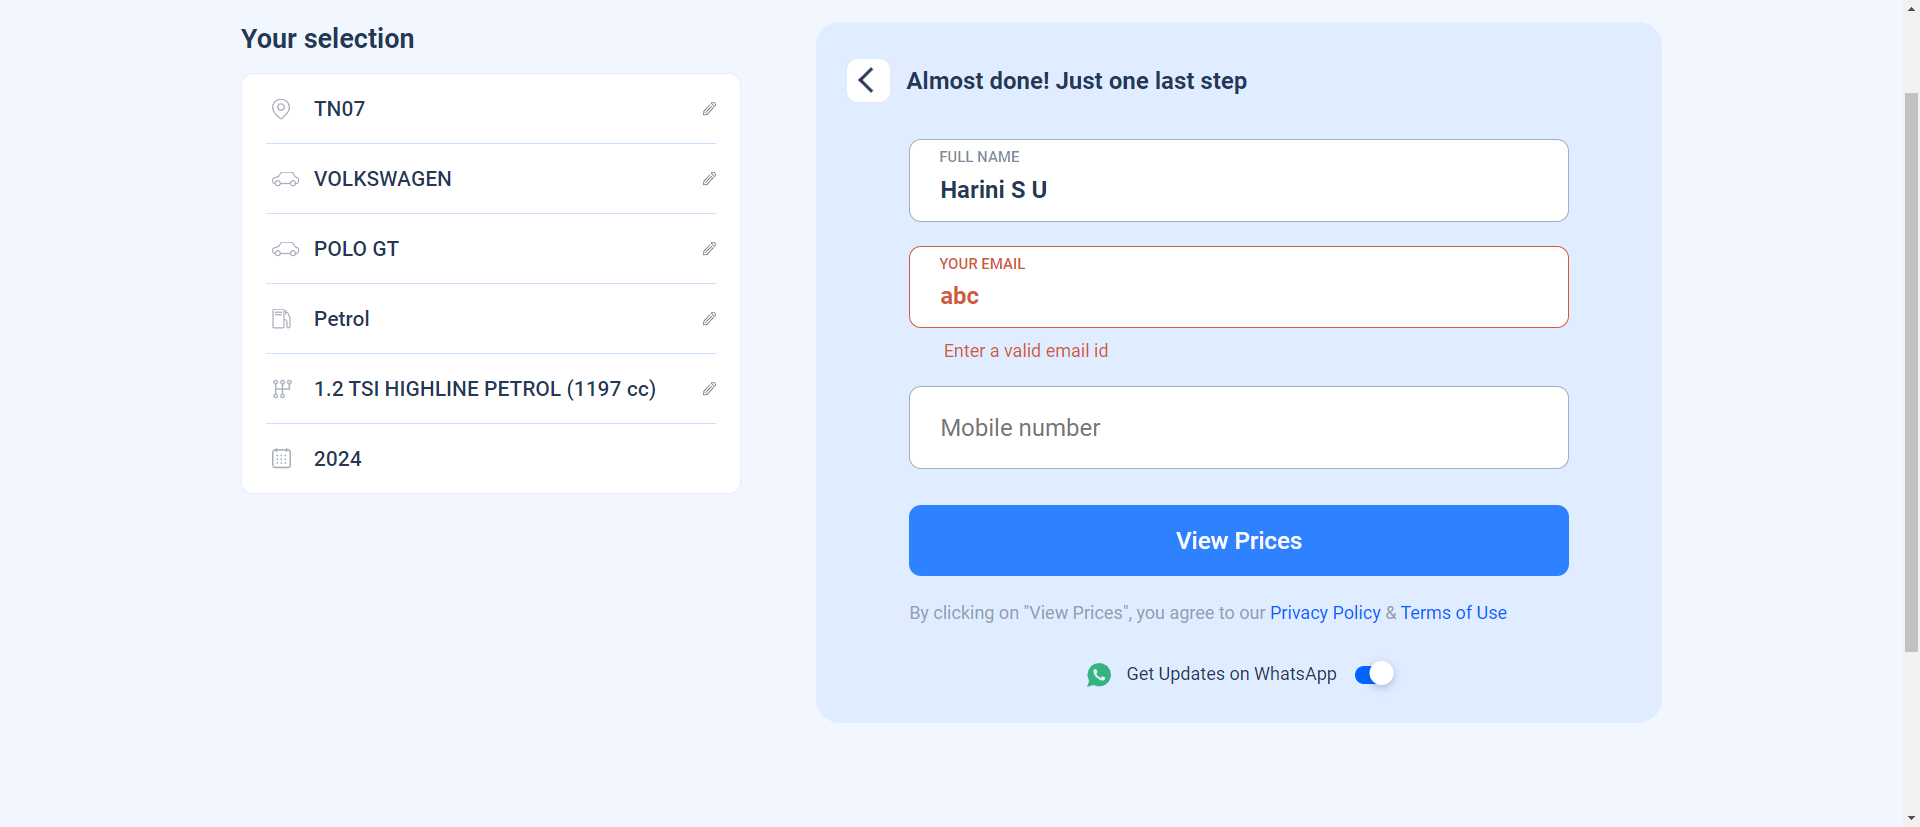 Your selection
TN07
VOLKSWAGEN
POLO GT
Petrol
1.2 TSI HIGHLINE PETROL (1197 cc)
2024
Almost done! Just one last step
FULL NAME
Harini S U
YOUR EMAIL
abc
Enter a valid email id
Mobile number
View Prices
By clicking on "View Prices", you agree to our Privacy Policy & Terms of Use
Get Updates on WhatsApp